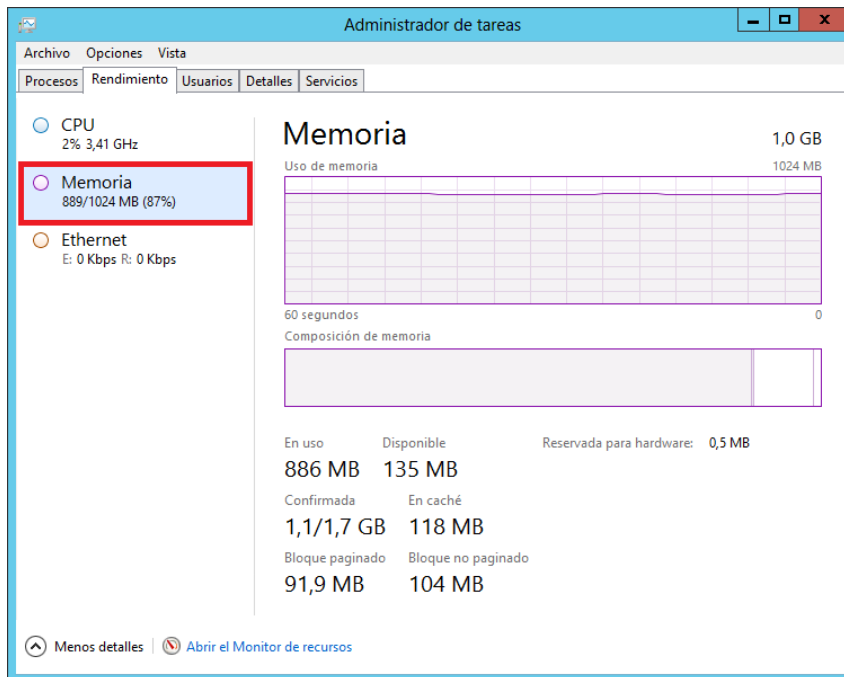 Administrador de tareas
Archivo Opciones Vista
Procesos Rendimiento Usuarios Detalles Servicios
CPU
2% 3,41 GHz
Memoria
889/1024 MB (87%)
Ethernet
E: 0 Kbps R: 0 Kbps
Memoria 1,0 GB
Uso de memoria 1024 MB
60 segundos 0
Composición de memoria
En uso Disponible Reservada para hardware: 0,5 MB
886 MB 135 MB
Confirmada En caché
1,1/1,7 GB 118 MB
Bloque paginado Bloque no paginado
91,9 MB 104 MB
Menos detalles Abrir el Monitor de recursos